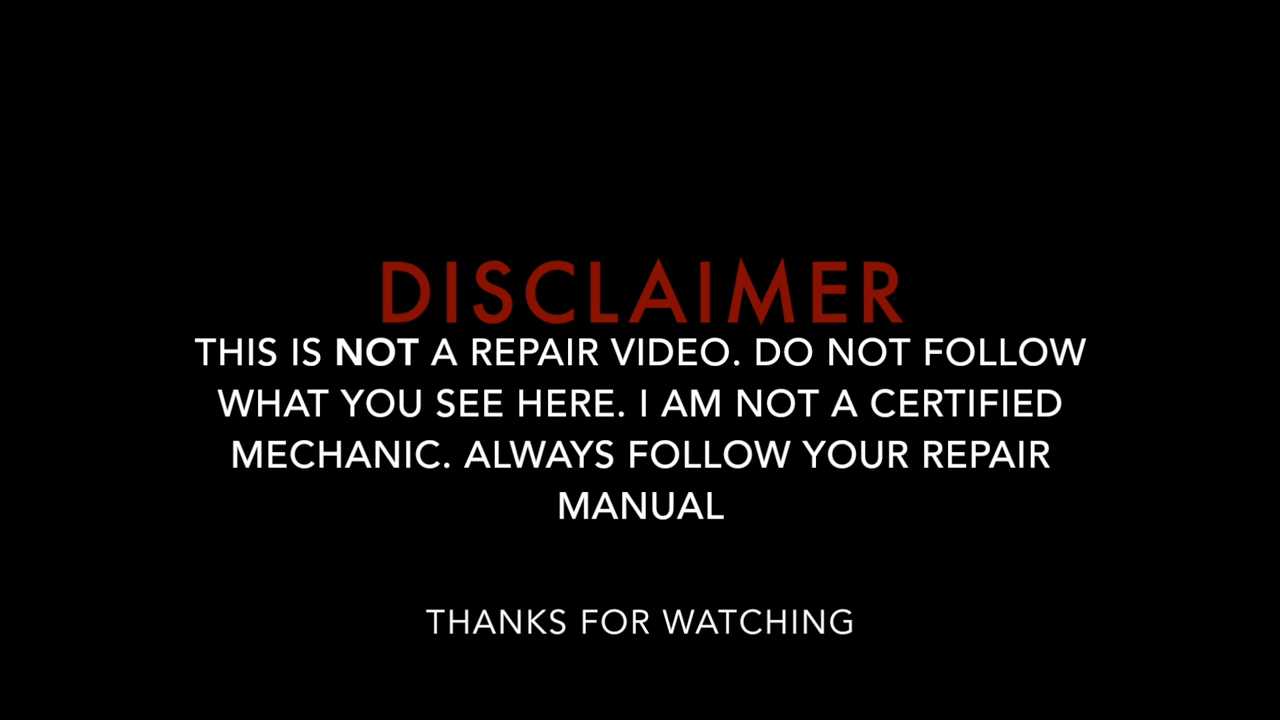 DISCLAIMER
THIS IS NOT A REPAIR VIDEO. DO NOT FOLLOW
WHAT YOU SEE HERE. I AM NOT A CERTIFIED
MECHANIC. ALWAYS FOLLOW YOUR REPAIR
MANUAL
THANKS FOR WATCHING